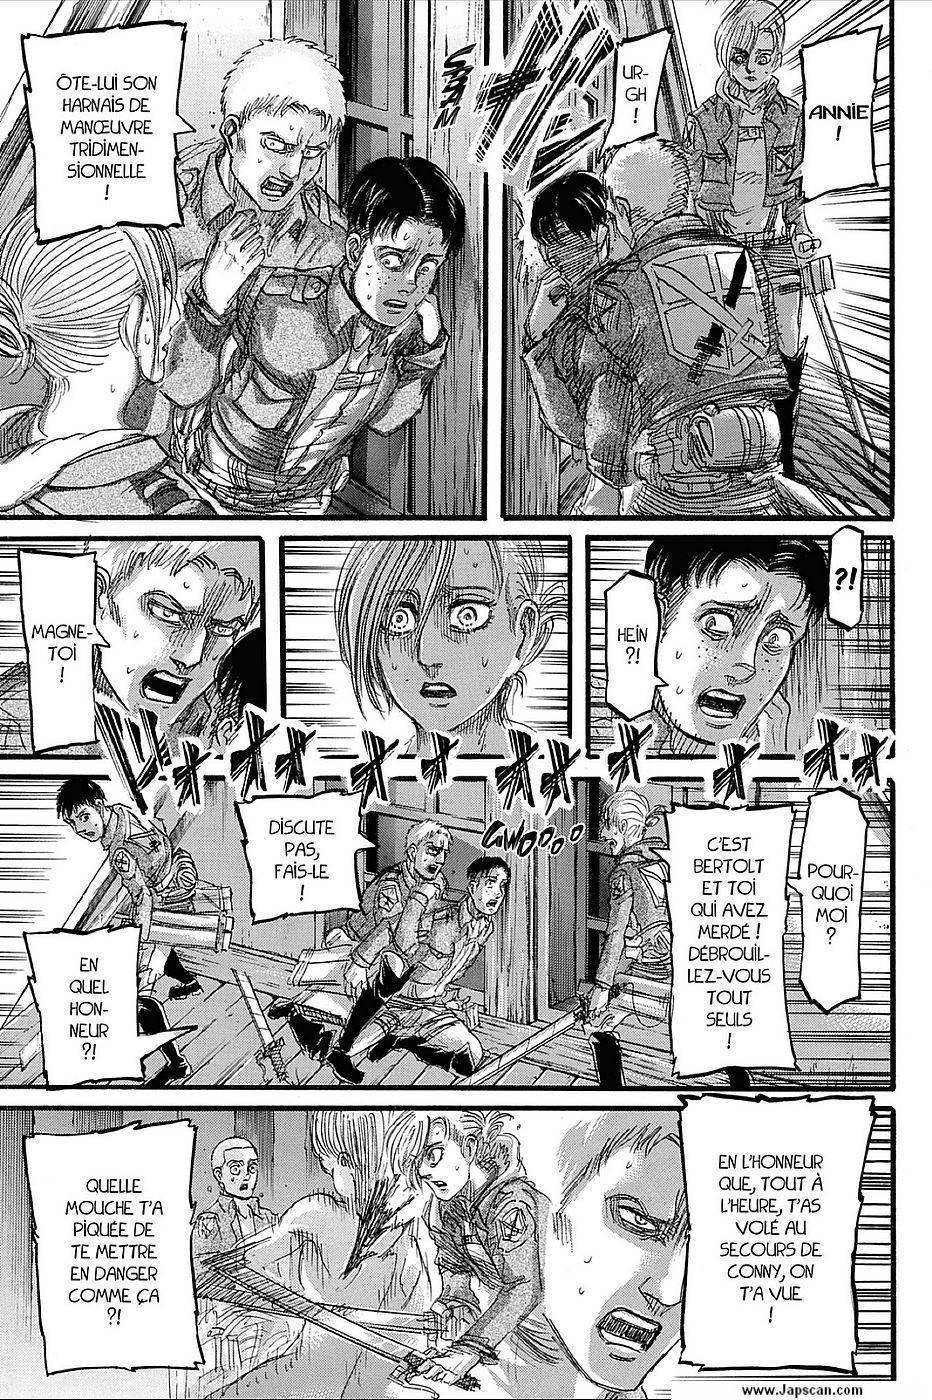 ANNIE
!
UR-
GH
!
ÔTE-LUI SON
HARNAIS DE
MANŒUVRE
TRIDIMEN-
SIONNELLE
!
?!
HEIN
?!
MAGNE-
TOI
!
POUR-
QUOI
MOI
?
C'EST
BERTOLT
ET TOI
QUI AVEZ
MERDÉ !
DÉBROUIL-
LEZ-VOUS
TOUT
SEULS
!
GWOOOO
DISCUTE
PAS,
FAIS-LE
!
EN
QUEL
HON-
NEUR
?!
EN L'HONNEUR
QUE, TOUT À
L'HEURE, T'AS
VOLÉ AU
SECOURS DE
CONNY, ON
T'A VUE
!
QUELLE
MOUCHE T'A
PIQUÉE DE
TE METTRE
EN DANGER
COMME ÇA
?!
www.Japscan.com